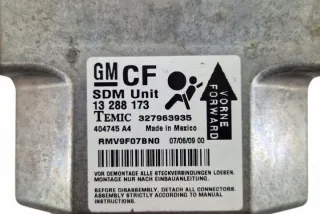 GM CF
SDM Unit
13 288 173
TEMIC 327963935
404745 A4 Made in Mexico
RMV9F07BN0 07/06/09 00
VORNE
FORWARD
VOR DEMONTAGE ALLE STECKVERBINDUNGEN LOESEN.
MONTAGE NUR NACH EINBAUANLEITUNG.
Before Disassembly, DETACH ALL CONNECTORS.
ASSEMBLY STRICTLY ACCORDING TO MANUAL